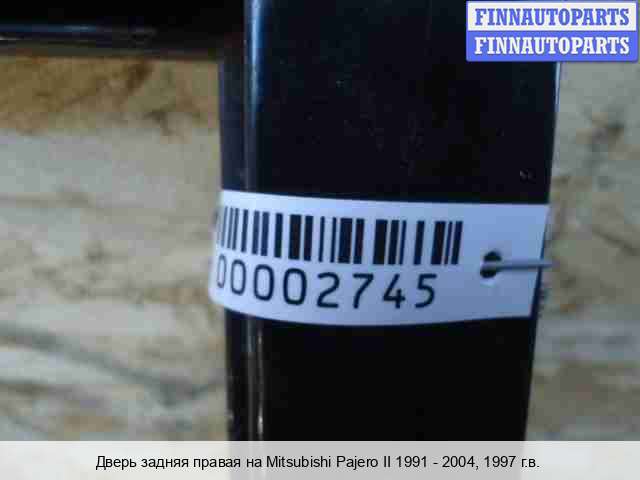 FINNAUTOPARTS
FINNAUTOPARTS
00002745
Дверь задняя правая на Mitsubishi Pajero II 1991 - 2004, 1997 г.в.